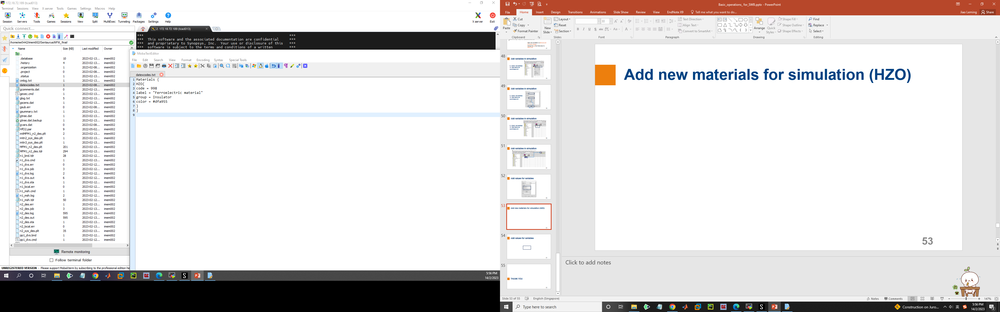 172.18.72.189 (tcad013)
Terminal Sessions View X server Tools Games Settings Macros Help
Session Servers Tools Games Sessions View Split MultiExec Tunneling Packages Settings Help X server Exit
Quick connect...
2. 172.18.72.189 (tcad013)
/home/ee5442/imem002/Sentaurus/MFM_final/
Name Size (KB) Last modified Owner
..
.database 10 2023-02-13... imem002
.history 4 2023-02-13... imem002
.organization 1 2023-02-08... imem002
.project 0 2023-02-08... imem002
.status 1 2023-02-13... imem002
cmlog.txt 1 2023-02-13... imem002
datexcodes.txt 1 2023-02-08... imem002
gcomments.dat 0 2023-02-08... imem002
gexec.cmd 1 2023-02-13... imem002
glog.txt 5 2023-02-13... imem002
gscens.dat 1 2023-02-13... imem002
gsub.err 0 2023-02-08... imem002
gsummary.txt 1 2023-02-13... imem002
gtree.dat 1 2023-02-13... imem002
gtree.dat.backup 1 2023-02-13... imem002
gvars.dat 0 2023-02-08... imem002
HfO2.par 9 2022-05-02... imem002
initMFM1_n2_des.plt 2 2023-02-13... imem002
initn2_sys_des.plt 1 2023-02-13... imem002
initn3_sys_des.plt 1 2023-02-13... imem002
MFM1_n2_des.plt 201 2023-02-13... imem002
MFM1_n2_des.tdr 294 2023-02-13... imem002
n1_bnd.tdr 28 2023-02-12... imem002
n1_dvs.cmd 1 2023-02-13... imem002
n1_dvs.err 0 2023-02-12... imem002
n1_dvs.job 3 2023-02-12... imem002
n1_dvs.log 2 2023-02-12... imem002
n1_dvs.out 6 2023-02-12... imem002
n1_dvs.sta 1 2023-02-12... imem002
n1_local.err 0 2023-02-12... imem002
n1_msh.cmd 1 2023-02-12... imem002
n1_msh.log 2 2023-02-12... imem002
n1_msh.tdr 50 2023-02-12... imem002
n2_des.err 1 2023-02-13... imem002
n2_des.job 3 2023-02-13... imem002
n2_des.log 595 2023-02-13... imem002
n2_des.out 595 2023-02-13... imem002
n2_des.sta 1 2023-02-13... imem002
n2_local.err 0 2023-02-13... imem002
n2_sys_des.plt 35 2023-02-13... imem002
pp1_dvs.bnd 1 2023-02-12... imem002
pp1_dvs.cmd 1 2023-02-12... imem002
Remote monitoring
Follow terminal folder
UNREGISTERED VERSION - Please support MobaXterm by subscribing to the professional edition he
*** ***
*** This software and the associated documentation are confidential ***
*** and proprietary to Synopsys, Inc. Your use or disclosure of this ***
*** software is subject to the terms and conditions of a written ***
MobaTextEditor
File Edit Search View Format Encoding Syntax Special Tools
datexcodes.txt
1 Materials {
2 HZO{
3 code = 998
4 label = "Ferroelectric material"
5 group = Insulator
6 color = #dfa955
7 }
8 }
9
5:56 PM
14/2/2023
Basic_operations_for_SWB.pptx - PowerPoint
File Home Insert Design Transitions Animations Slide Show Review View EndNote X9 Tell me what you want to do... Jiao Leming Share
Paste Cut Copy Format Painter Clipboard
New Slide Layout Reset Section Slides
30 Font
Text Direction Align Text Convert to SmartArt Paragraph
Arrange Quick Styles Shape Fill Shape Outline Shape Effects Drawing
Find Replace Select Editing
48 Add variables in simulation
2. Add variables in Sentaurus workbench
49 Add variables in simulation
2. Add variables in Sentaurus workbench
50 Add variables in simulation
2. Add variables in Sentaurus workbench
51 Add variables in simulation
52 Add values for variables
53 Add new materials for simulation (HZO)
54 Add values for variables
55
THANK YOU
Add new materials for simulation (HZO)
53
Click to add notes
Slide 53 of 55 English (Singapore) Notes Comments 147%
Type here to search
Construction on Juro... 英 5:56 PM
14/2/2023